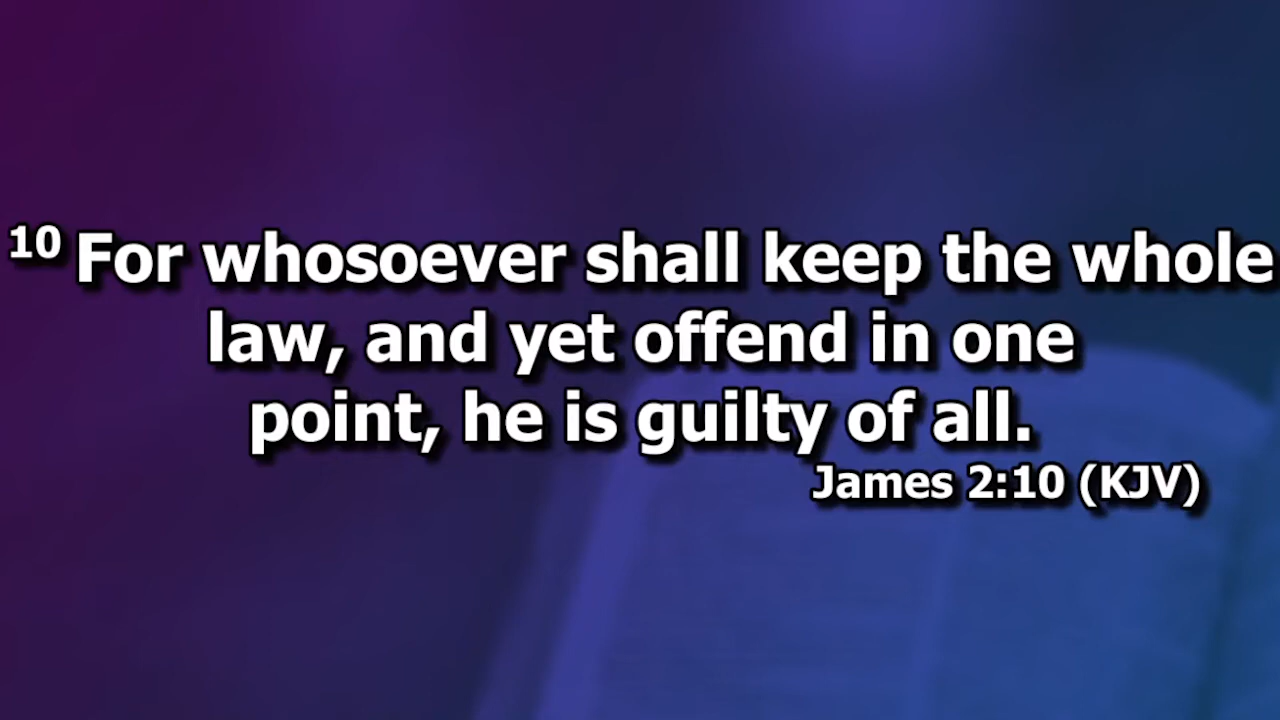 10 For whosoever shall keep the whole
law, and yet offend in one
point, he is guilty of all.
James 2:10 (KJV)